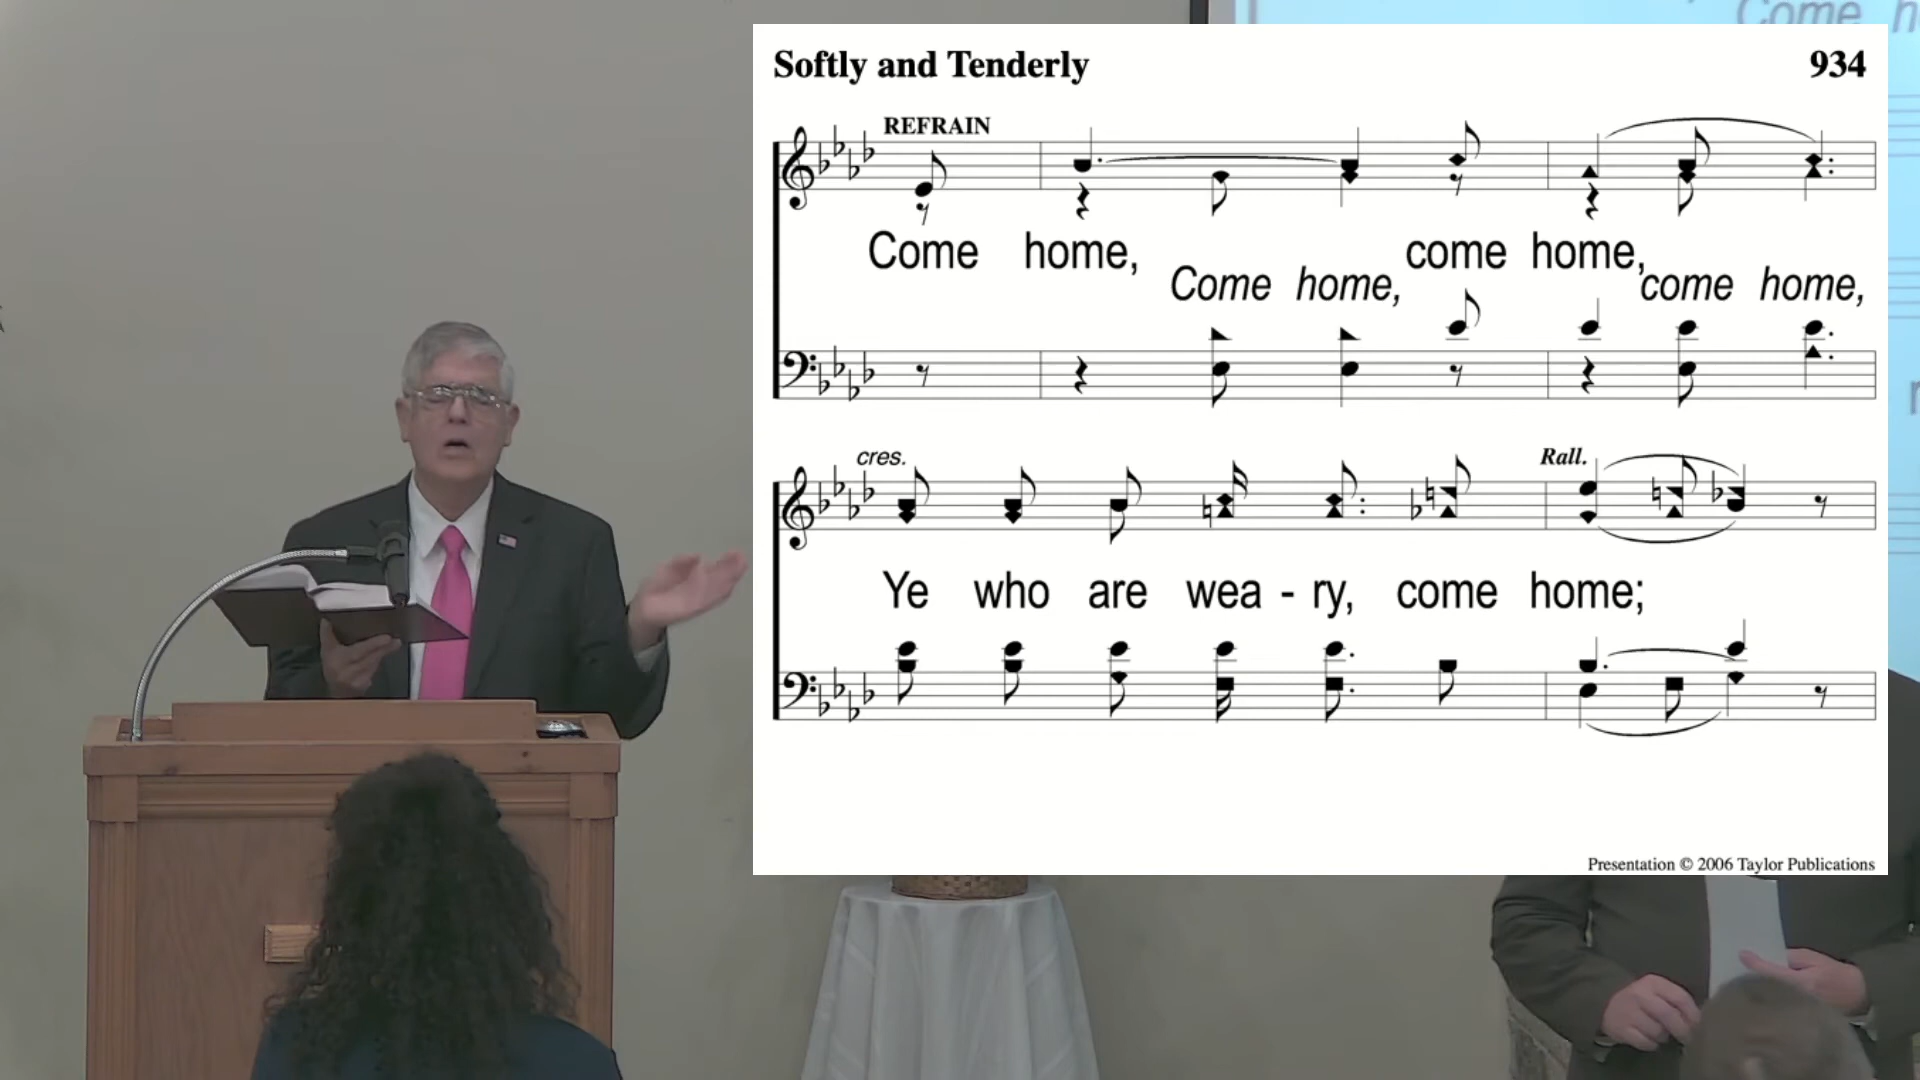 Come h
Softly and Tenderly 934
REFRAIN
Come home, come home,
Come home, come home,
cres. Rall.
Ye who are wea - ry, come home;
Presentation © 2006 Taylor Publications